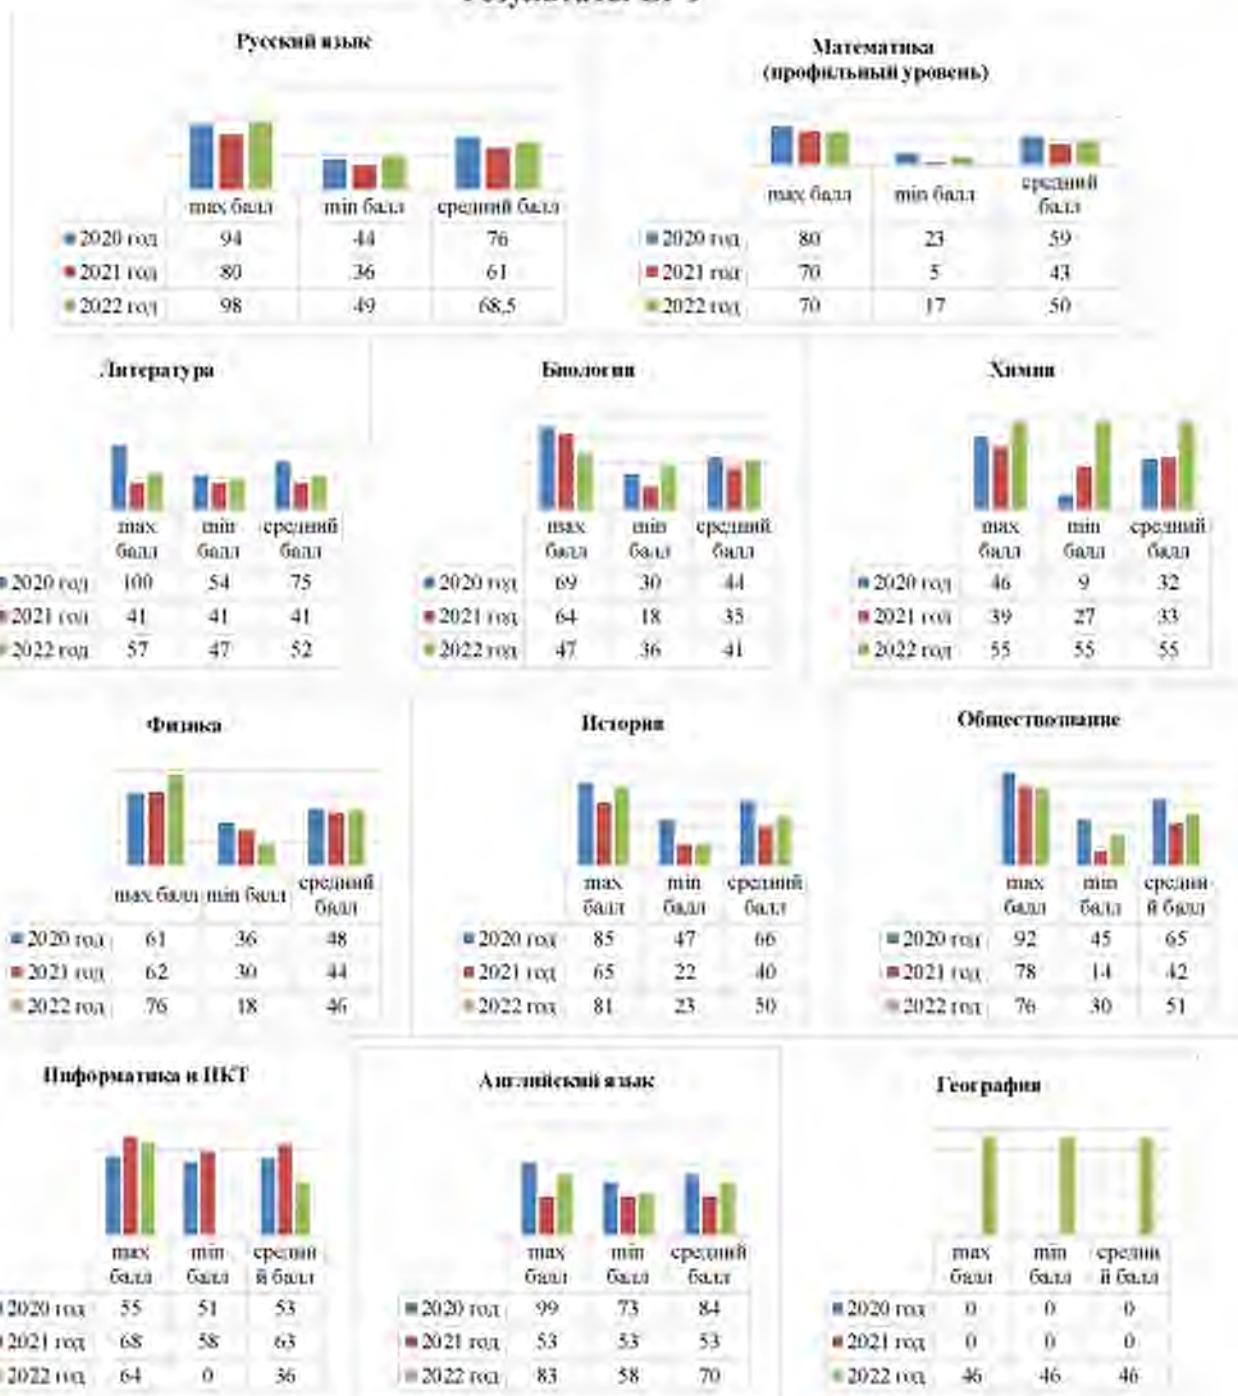 Русский язык
max балл min балл средний балл
2020 год 94 44 76
2021 год 80 36 61
2022 год 98 49 68,5
Математика
(профильный уровень)
max балл min балл средний
балл
2020 год 80 23 59
2021 год 70 5 43
2022 год 70 17 50
Литература
max min средний
балл балл балл
2020 год 100 54 75
2021 год 41 41 41
2022 год 57 47 52
Биология
max min средний
балл балл балл
2020 год 69 30 44
2021 год 64 18 35
2022 год 47 36 41
Химия
max min средний
балл балл балл
2020 год 46 9 32
2021 год 39 27 33
2022 год 55 55 55
Физика
max балл min балл средний
балл
2020 год 61 36 48
2021 год 62 30 44
2022 год 76 18 46
История
max min средний
балл балл балл
2020 год 85 47 66
2021 год 65 22 40
2022 год 81 23 50
Обществознание
max min средни
балл балл й балл
2020 год 92 45 65
2021 год 78 14 42
2022 год 76 30 51
Информатика и ИКТ
max min средни
балл балл й балл
2020 год 55 51 53
2021 год 68 58 63
2022 год 64 0 36
Английский язык
max min средний
балл балл балл
2020 год 99 73 84
2021 год 53 53 53
2022 год 83 58 70
География
max min средни
балл балл й балл
2020 год 0 0 0
2021 год 0 0 0
2022 год 46 46 46